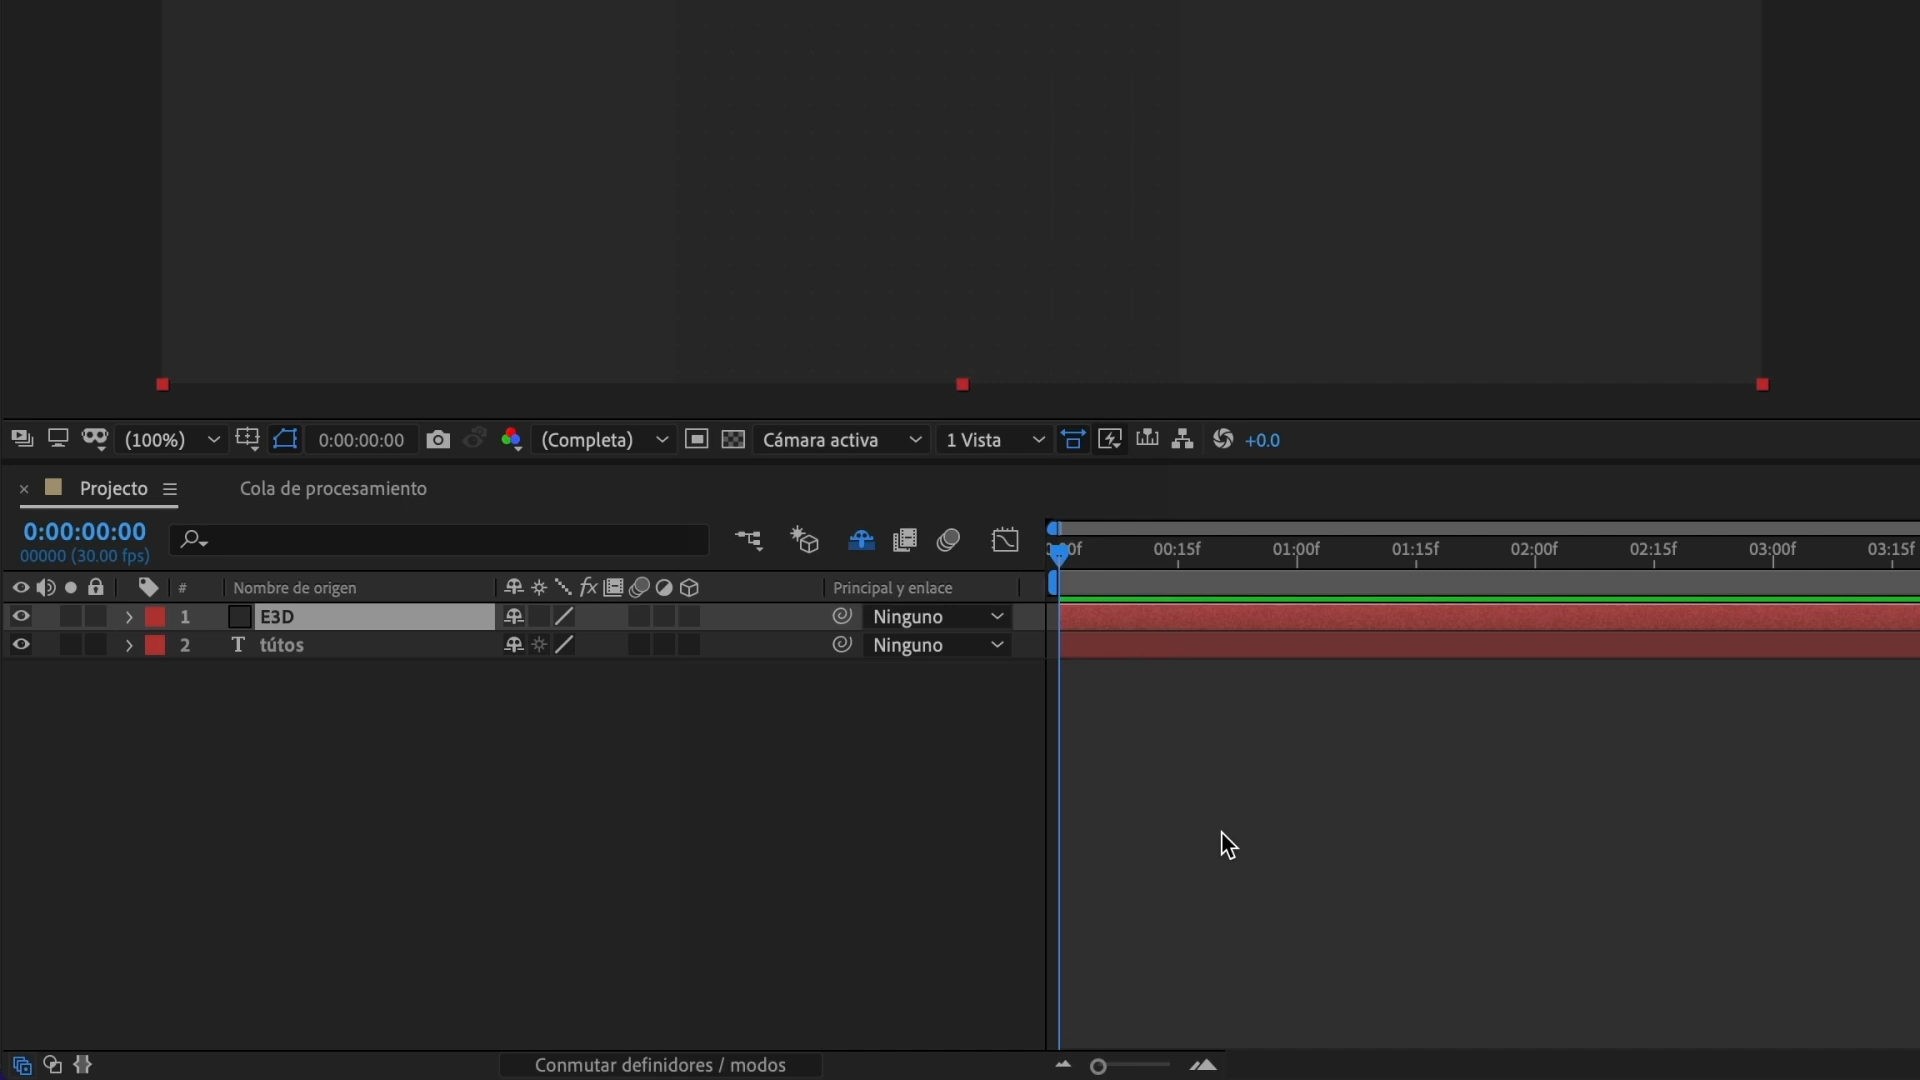 (100%) 0:00:00:00 (Completa) Cámara activa 1 Vista +0.0
Projecto Cola de procesamiento
0:00:00:00
00000 (30.00 fps)
00:15f 01:00f 01:15f 02:00f 02:15f 03:00f 03:15f
# Nombre de origen fx Principal y enlace
1 E3D Ninguno
2 T tútos Ninguno
Conmutar definidores / modos